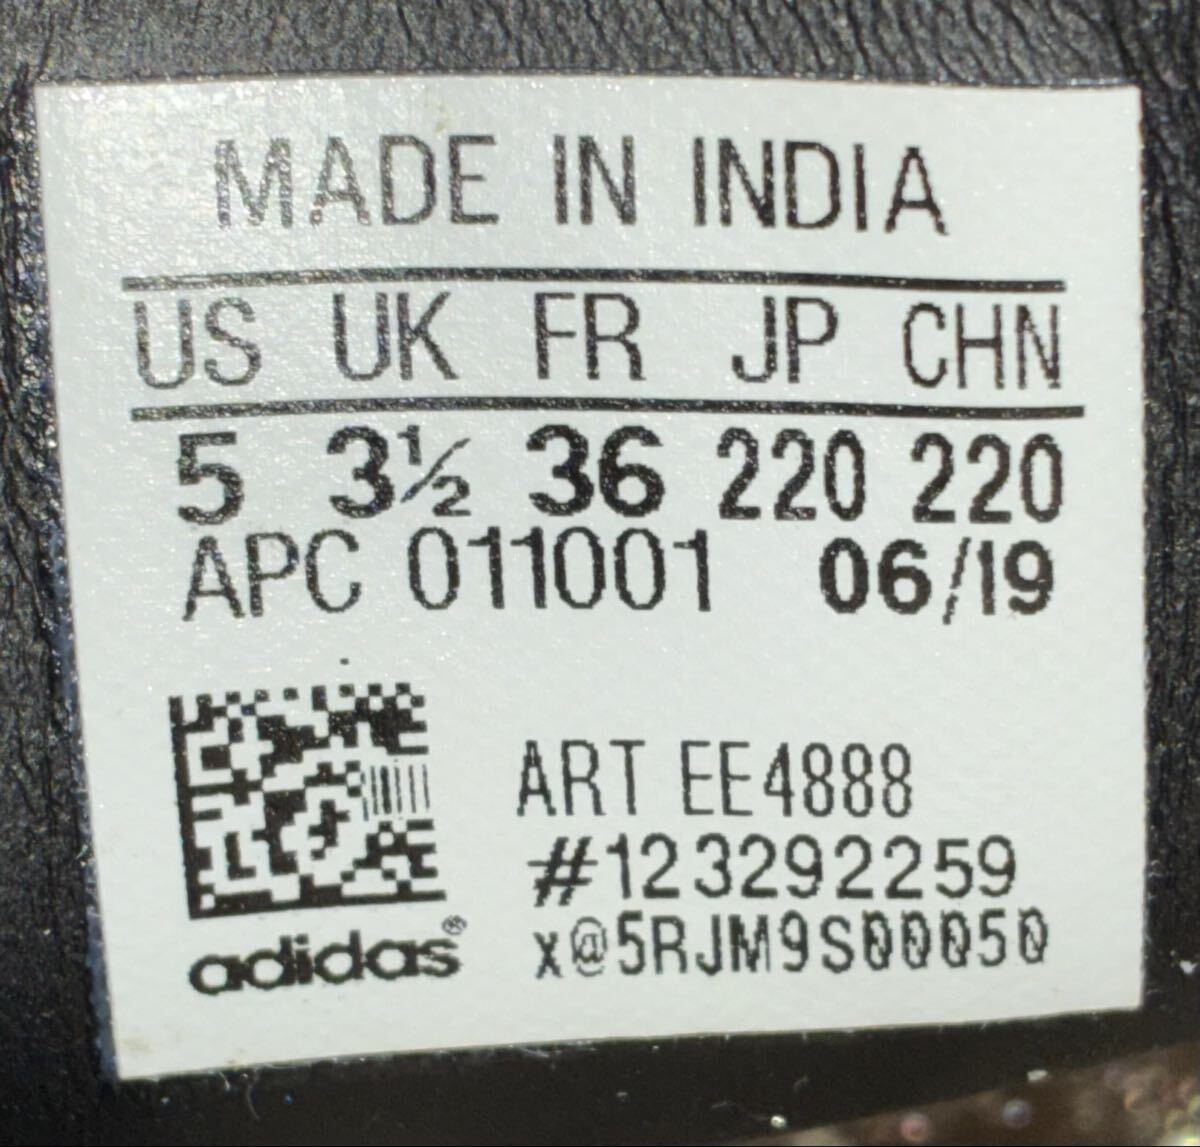 MADE IN INDIA
US UK FR JP CHN
5 3½ 36 220 220
APC 011001 06/19
ART EE4888
#123292259
x@5RJM9S00050
adidas®